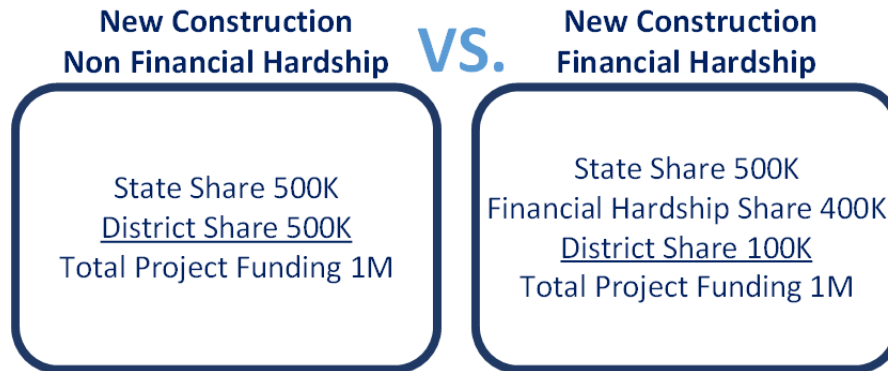 New Construction
Non Financial Hardship
VS.
New Construction
Financial Hardship
State Share 500K
District Share 500K
Total Project Funding 1M
State Share 500K
Financial Hardship Share 400K
District Share 100K
Total Project Funding 1M